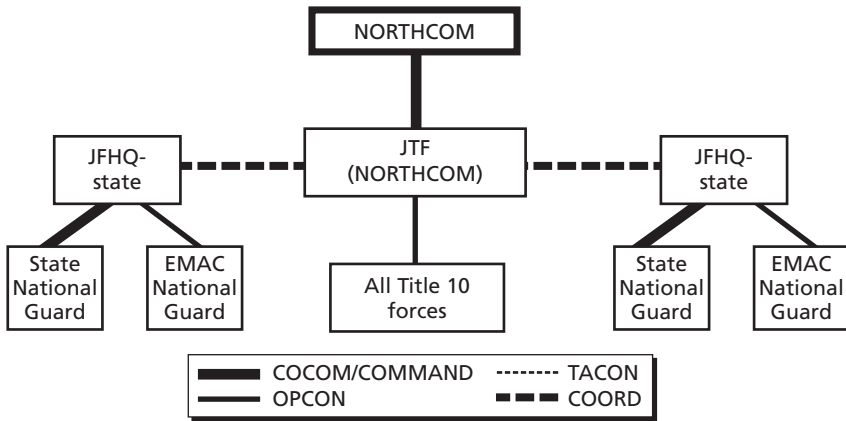 NORTHCOM
JFHQ-
state
JTF
(NORTHCOM)
JFHQ-
state
State
National
Guard
EMAC
National
Guard
All Title 10
forces
State
National
Guard
EMAC
National
Guard
COCOM/COMMAND
TACON
OPCON
COORD